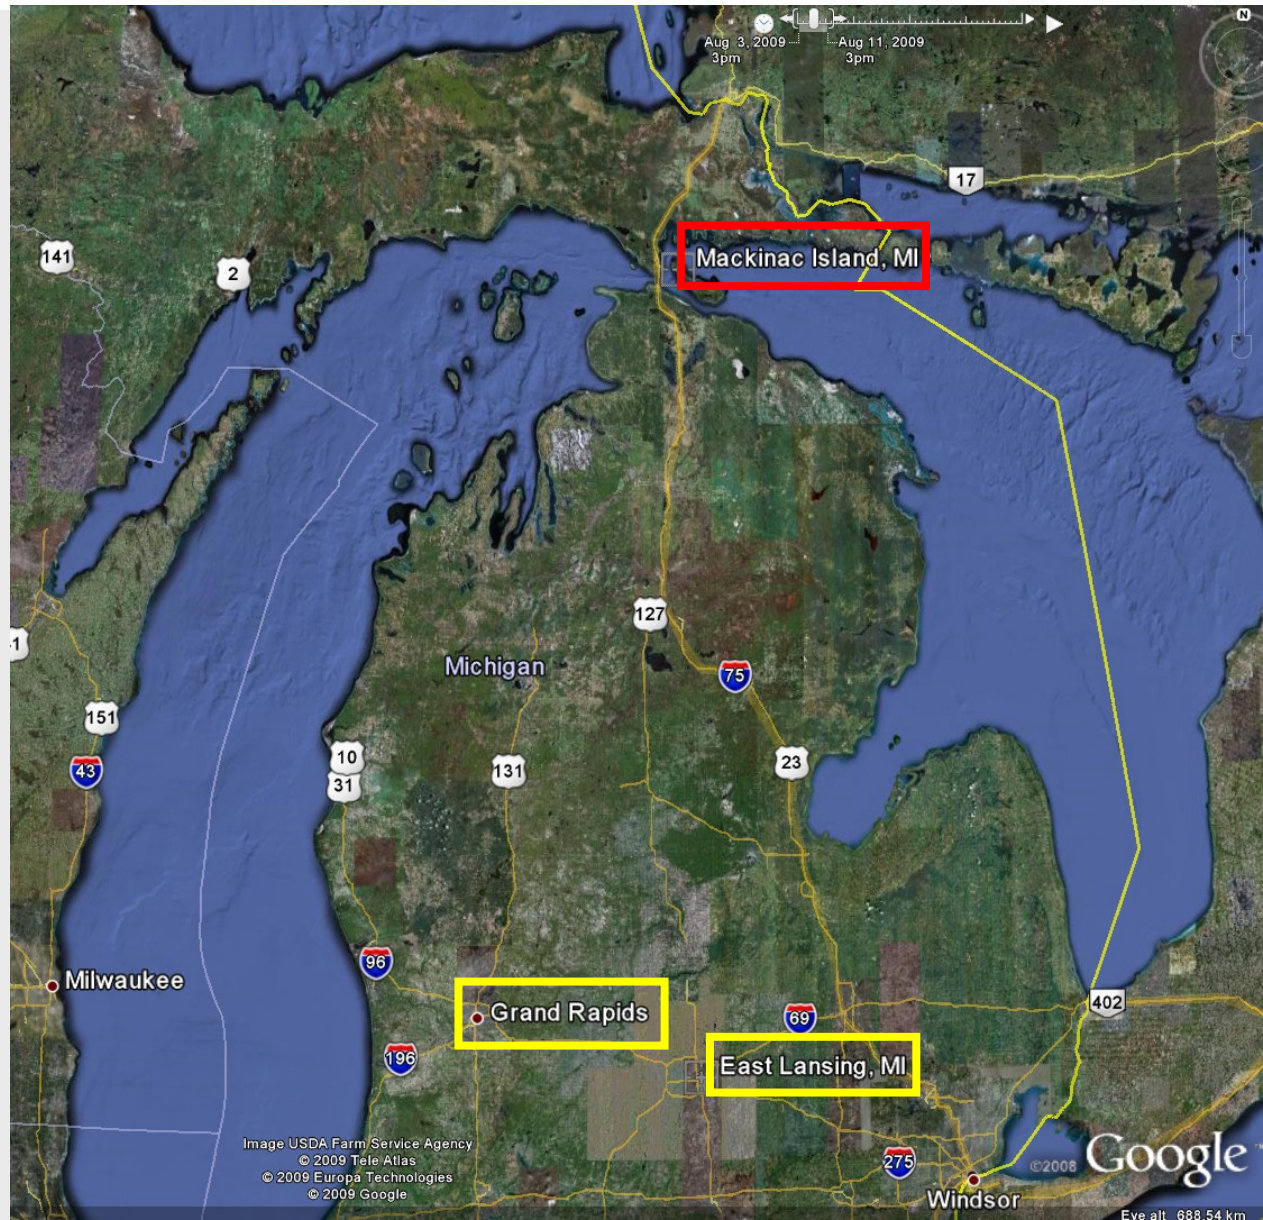 N
Aug 3, 2009
3pm
Aug 11, 2009
3pm
17
141
2
Mackinac Island, MI
127
Michigan
75
151
10
31
43
131
23
96
Milwaukee
Grand Rapids
69
402
196
East Lansing, MI
Image USDA Farm Service Agency
© 2009 Tele Atlas
© 2009 Europa Technologies
© 2009 Google
275
©2008 Google
Windsor
Eye alt 688.54 km